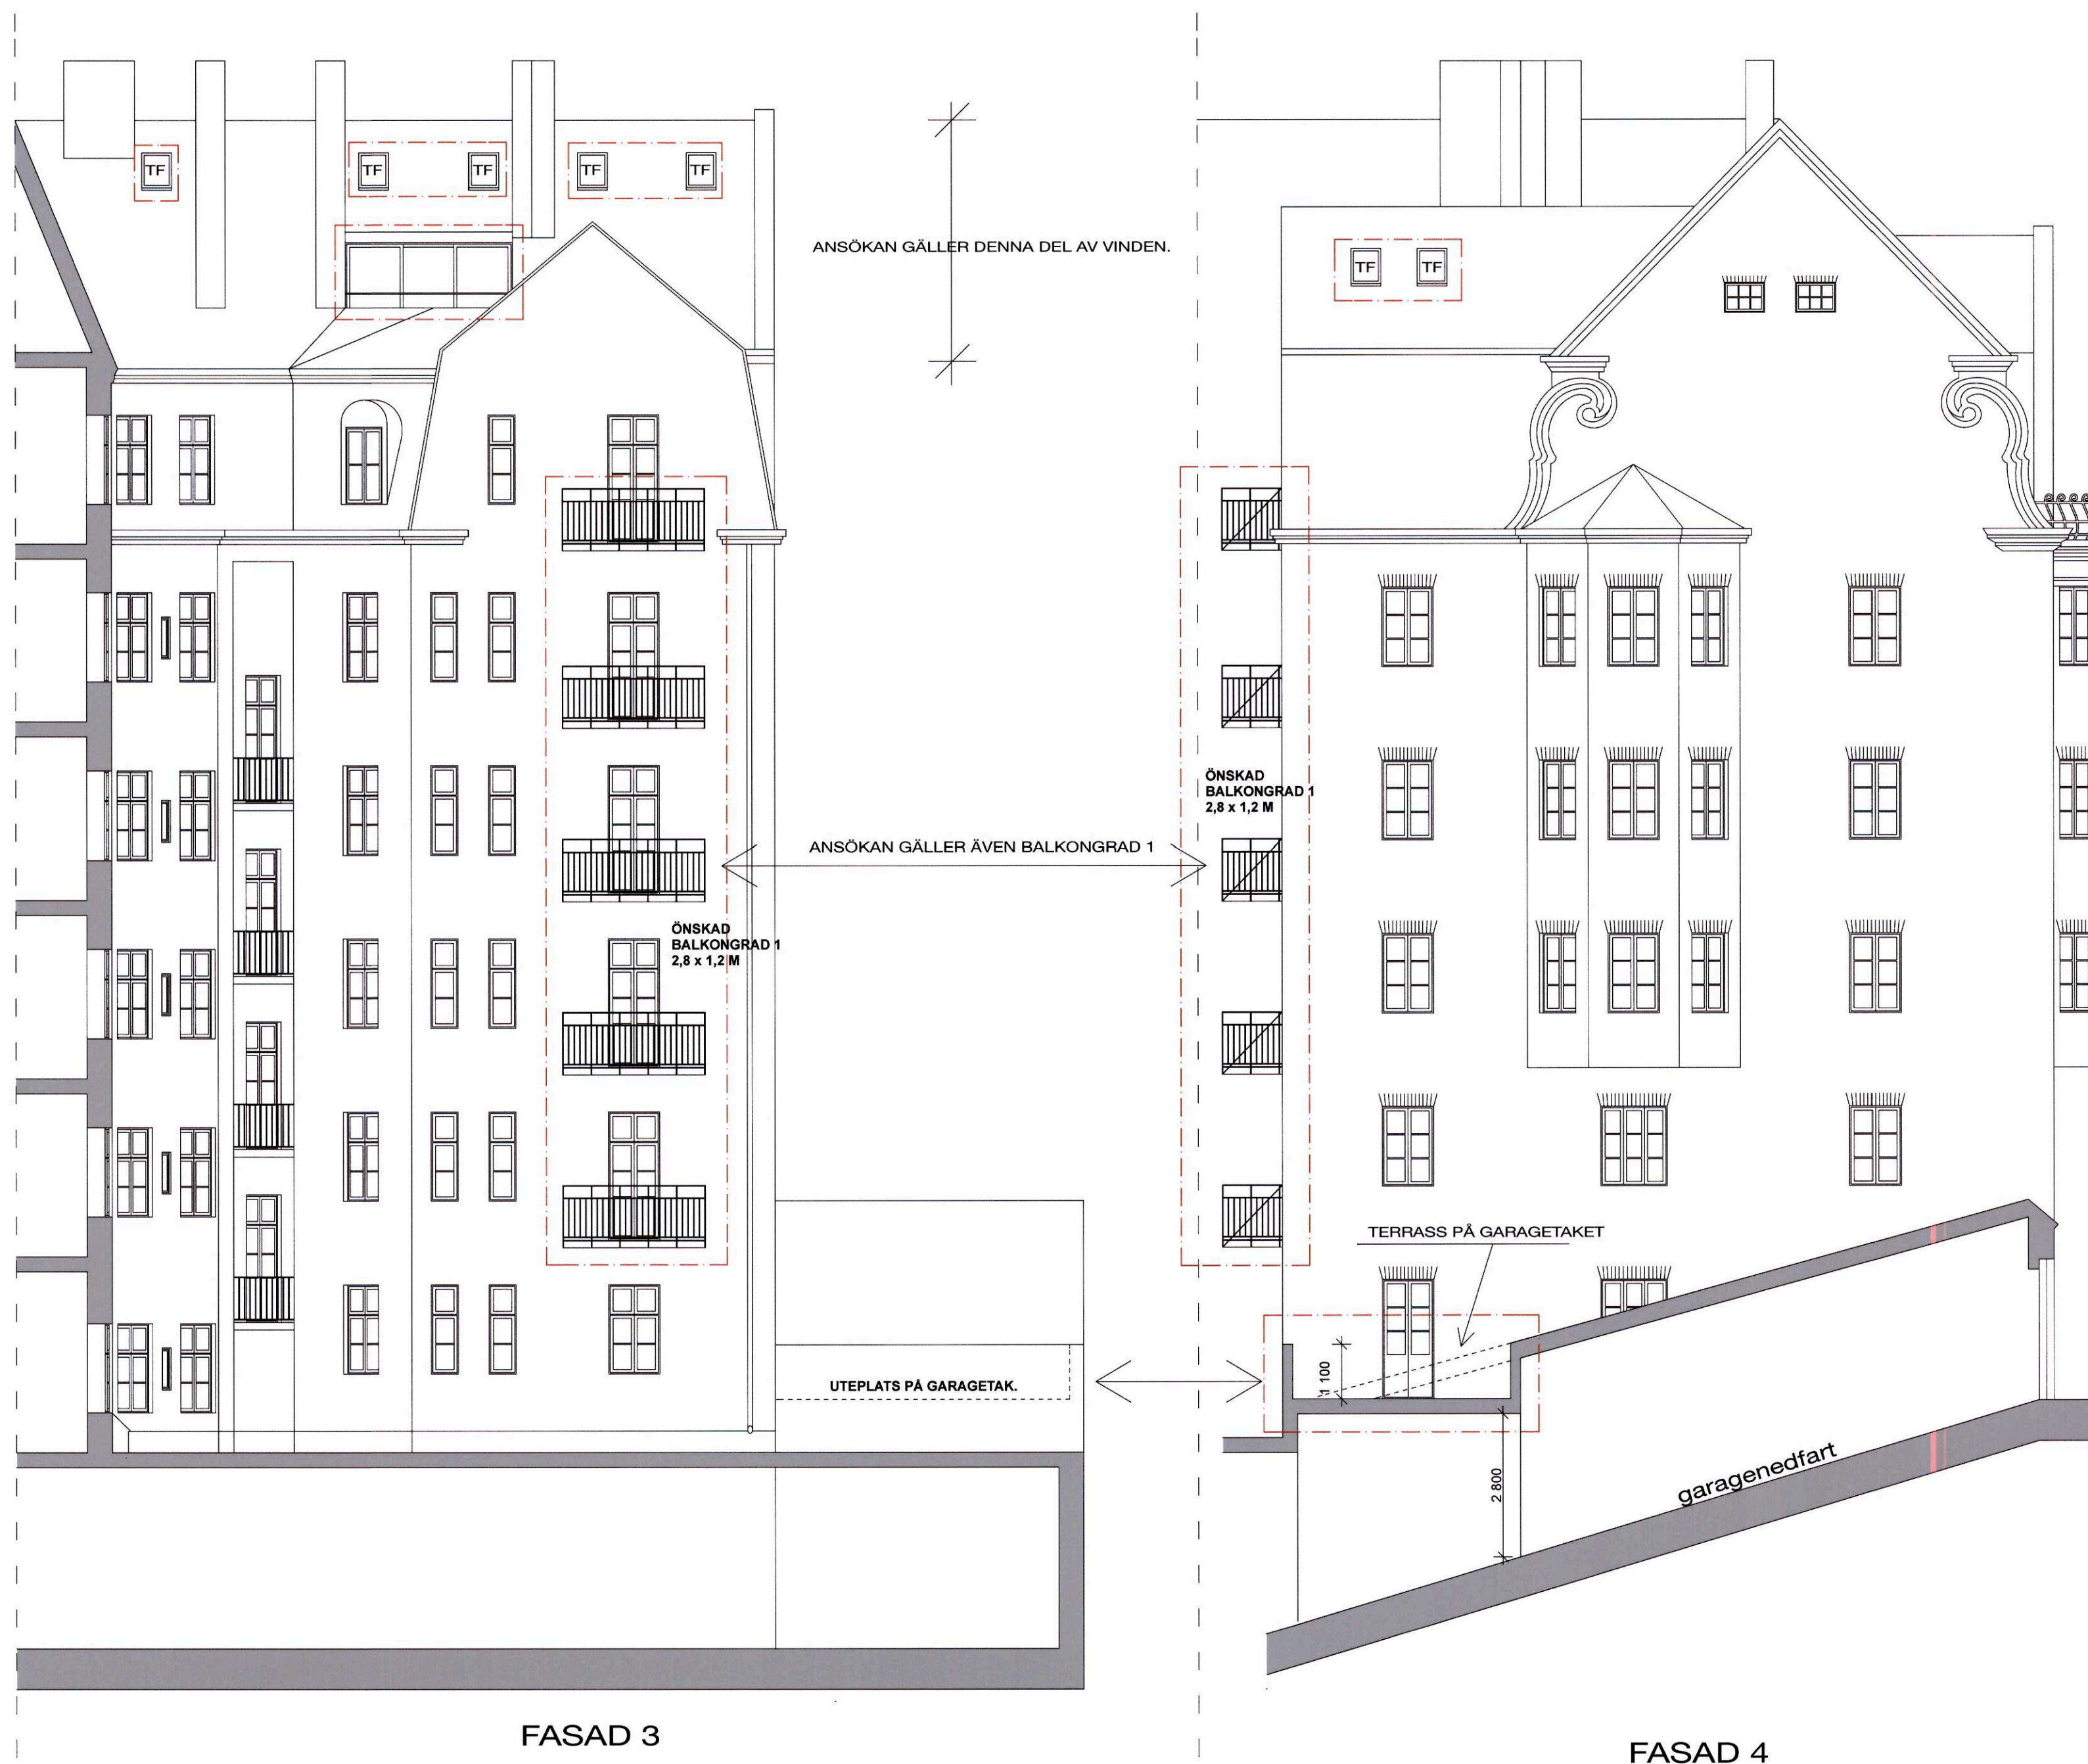 TF
TF
TF
TF
TF
ANSÖKAN GÄLLER DENNA DEL AV VINDEN.
TF
TF
ÖNSKAD
BALKONGRAD 1
2,8 x 1,2 M
ANSÖKAN GÄLLER ÄVEN BALKONGRAD 1
ÖNSKAD
BALKONGRAD 1
2,8 x 1,2 M
TERRASS PÅ GARAGETAKET
UTEPLATS PÅ GARAGETAK.
1 100
2 800
garagenedfart
FASAD 3
FASAD 4